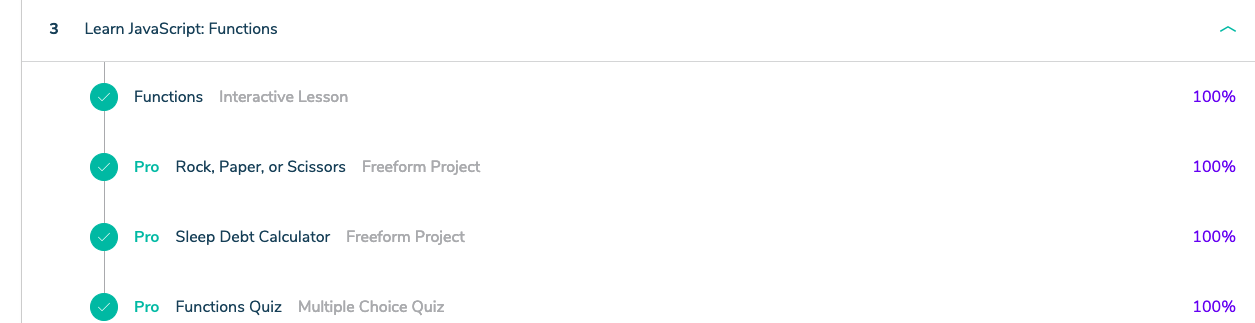 3 Learn JavaScript: Functions
Functions Interactive Lesson 100%
Pro Rock, Paper, or Scissors Freeform Project 100%
Pro Sleep Debt Calculator Freeform Project 100%
Pro Functions Quiz Multiple Choice Quiz 100%